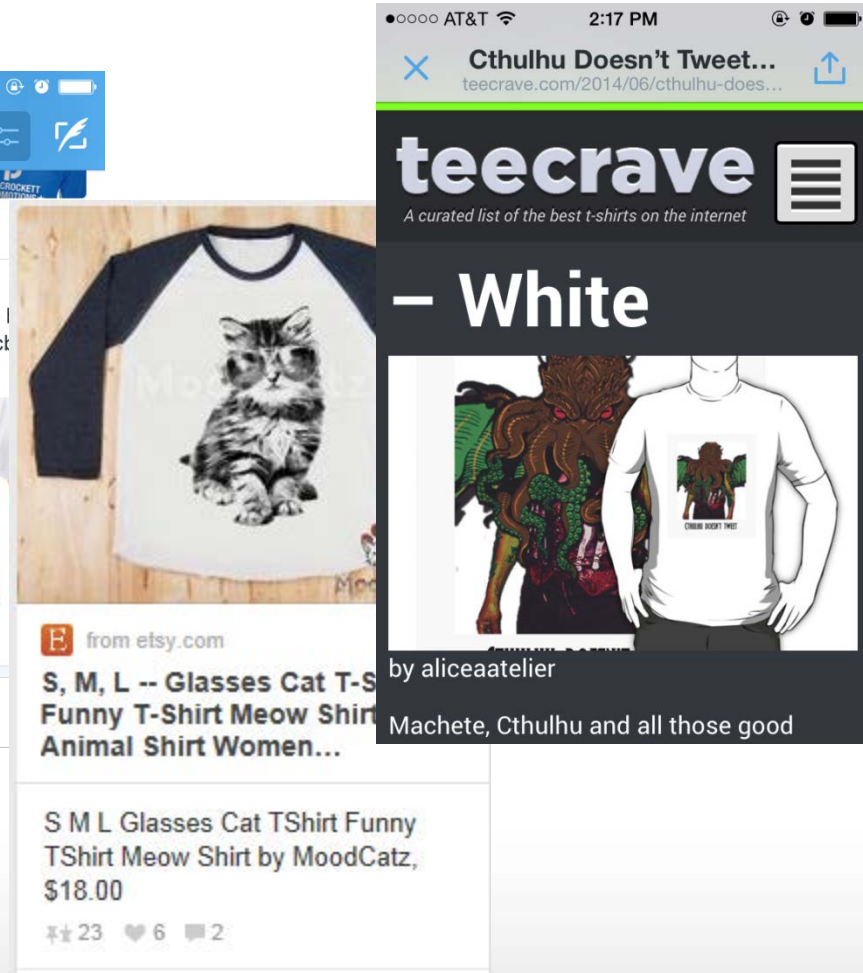 AT&T 2:17 PM
Cthulhu Doesn't Tweet...
teecrave.com/2014/06/cthulhu-does...
teecrave
A curated list of the best t-shirts on the internet
– White
CTHULHU DOESN'T TWEET
by aliceaatelier
Machete, Cthulhu and all those good
CROCKETT
MoodCatz
E from etsy.com
S, M, L -- Glasses Cat T-S
Funny T-Shirt Meow Shirt
Animal Shirt Women...
S M L Glasses Cat TShirt Funny
TShirt Meow Shirt by MoodCatz,
$18.00
23 6 2